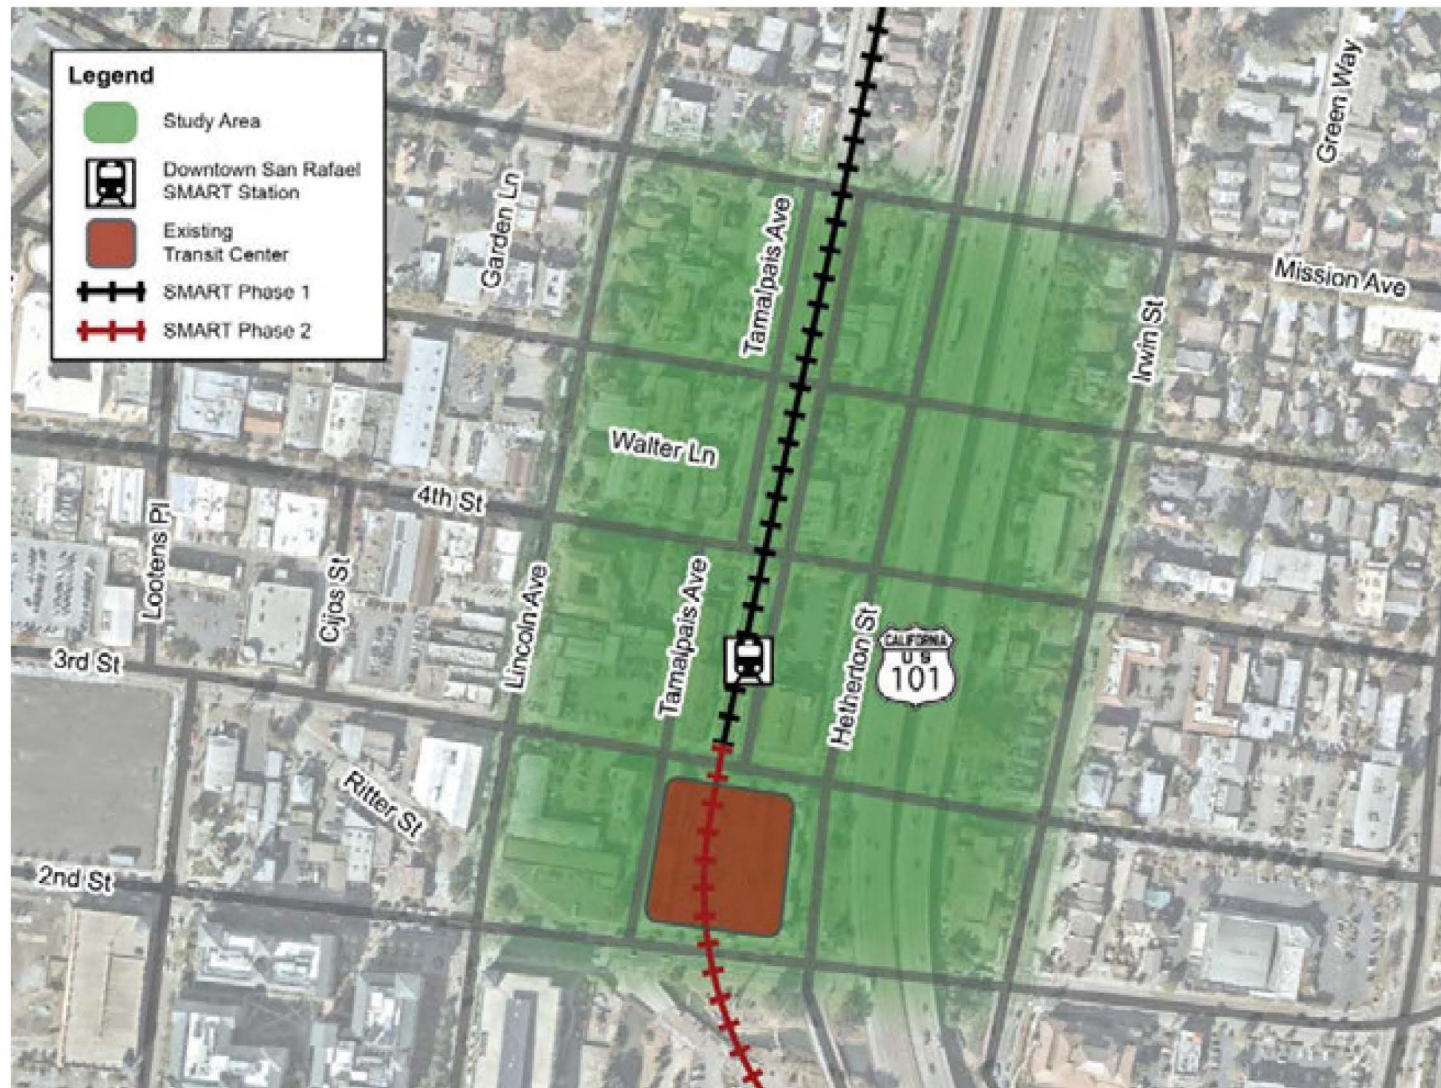 Legend
Study Area
Downtown San Rafael
SMART Station
Existing
Transit Center
SMART Phase 1
SMART Phase 2
Green Way
Garden Ln
Tamalpais Ave
Mission Ave
Irwin St
Walter Ln
4th St
Lootens Pl
Cijos St
Lincoln Ave
Tamalpais Ave
Hetherton St
CALIFORNIA
U S
101
3rd St
Ritter St
2nd St